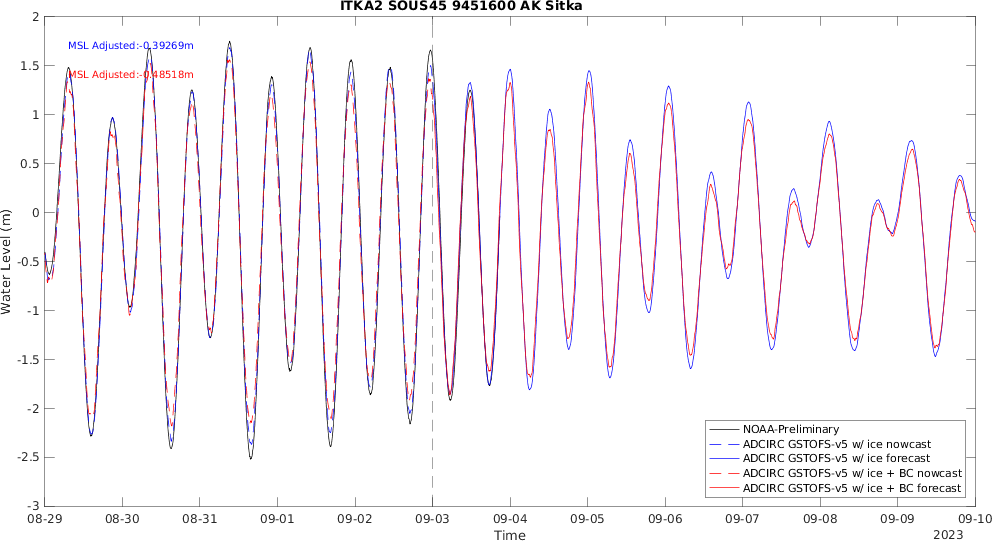 ITKA2 SOUS45 9451600 AK Sitka
MSL Adjusted:-0.39269m
MSL Adjusted:-0.48518m
2
1.5
1
0.5
0
-0.5
-1
-1.5
-2
-2.5
-3
Water Level (m)
NOAA-Preliminary
ADCIRC GSTOFS-v5 w/ ice nowcast
ADCIRC GSTOFS-v5 w/ ice forecast
ADCIRC GSTOFS-v5 w/ ice + BC nowcast
ADCIRC GSTOFS-v5 w/ ice + BC forecast
08-29 08-30 08-31 09-01 09-02 09-03 09-04 09-05 09-06 09-07 09-08 09-09 09-10
Time 2023